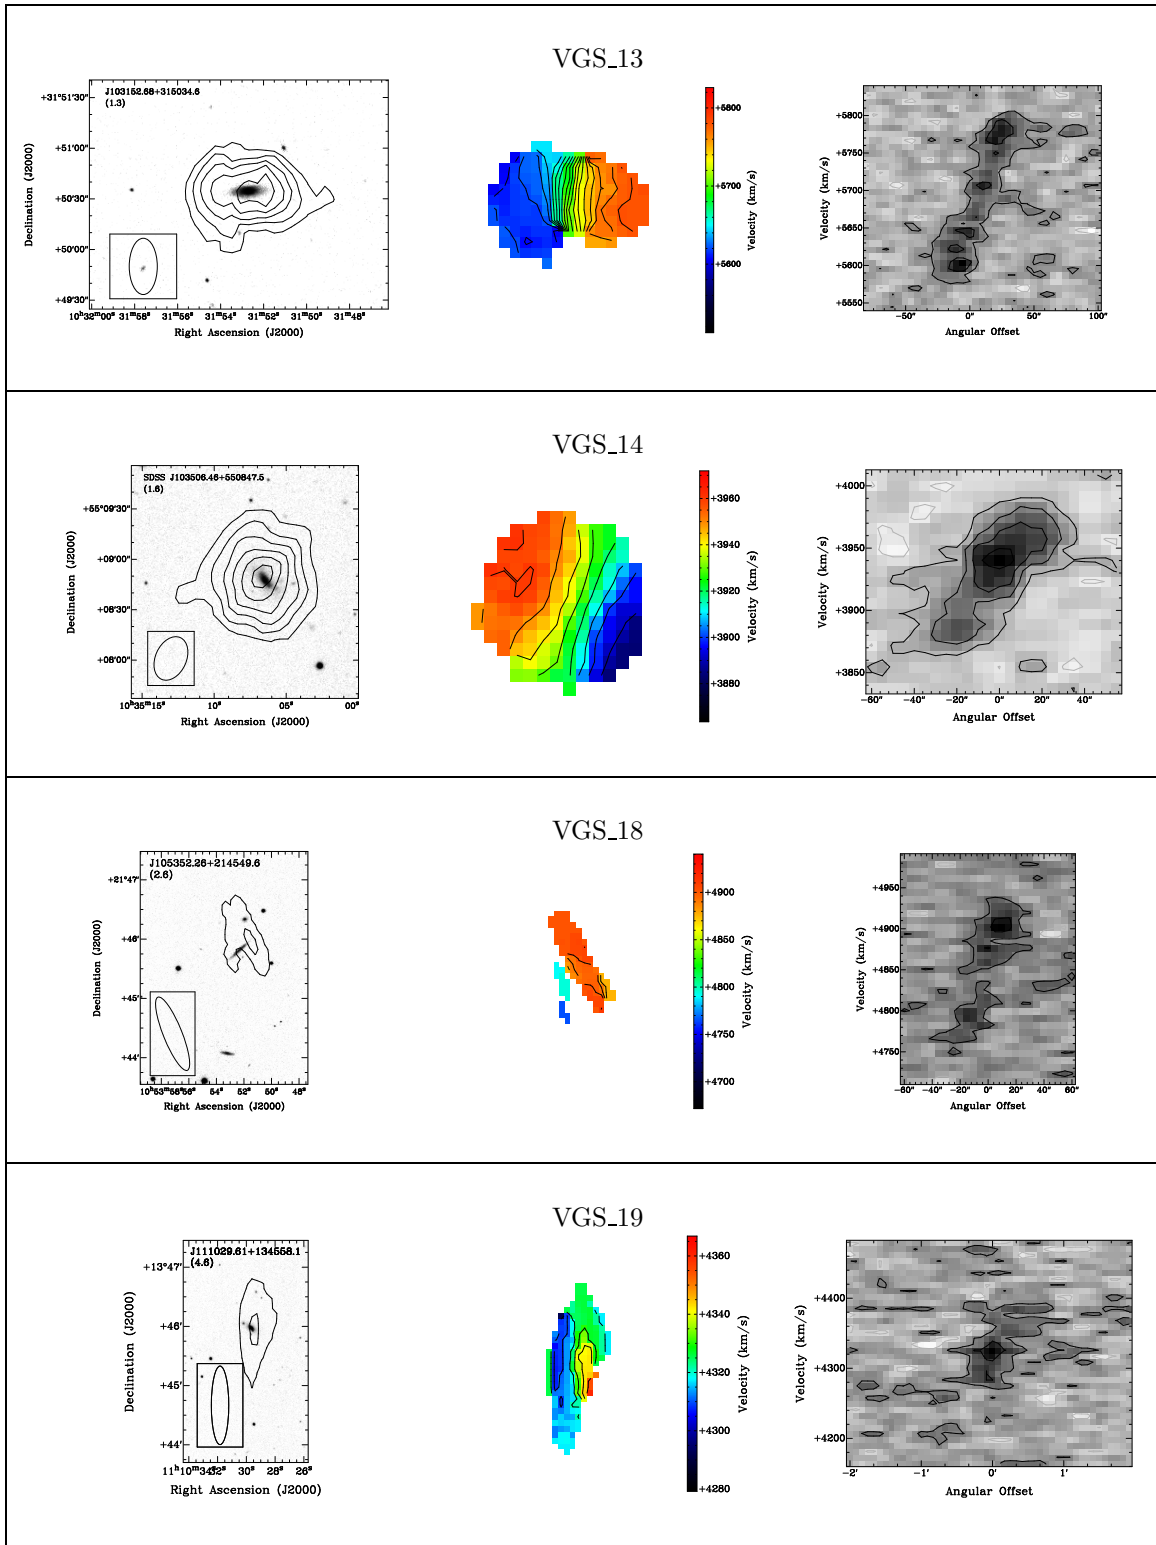 VGS_13
J103152.68+315034.6
(1.3)
+31°51'30"
+51'00"
+50'30"
+50'00"
+49'30"
10ʰ32ᵐ00ˢ 31ᵐ58ˢ 31ᵐ56ˢ 31ᵐ54ˢ 31ᵐ52ˢ 31ᵐ50ˢ 31ᵐ48ˢ
Right Ascension (J2000)
Declination (J2000)
+5800
+5700
+5600
Velocity (km/s)
+5800
+5750
+5700
+5650
+5600
+5550
Velocity (km/s)
-50" 0" 50" 100"
Angular Offset
VGS_14
SDSS J103506.46+550847.5
(1.6)
+55°09'30"
+09'00"
+08'30"
+08'00"
10ʰ35ᵐ15ˢ 10ˢ 05ˢ 00ˢ
Right Ascension (J2000)
Declination (J2000)
+3960
+3940
+3920
+3900
+3880
Velocity (km/s)
+4000
+3950
+3900
+3850
Velocity (km/s)
-60" -40" -20" 0" 20" 40"
Angular Offset
VGS_18
J105352.26+214549.6
(2.6)
+21°47'
+46'
+45'
+44'
10ʰ53ᵐ58ˢ 56ˢ 54ˢ 52ˢ 50ˢ 48ˢ
Right Ascension (J2000)
Declination (J2000)
+4900
+4850
+4800
+4750
+4700
Velocity (km/s)
+4950
+4900
+4850
+4800
+4750
Velocity (km/s)
-60" -40" -20" 0" 20" 40" 60"
Angular Offset
VGS_19
J111029.61+134558.1
(4.6)
+13°47'
+46'
+45'
+44'
11ʰ10ᵐ34ˢ 32ˢ 30ˢ 28ˢ 26ˢ
Right Ascension (J2000)
Declination (J2000)
+4360
+4340
+4320
+4300
+4280
Velocity (km/s)
+4400
+4300
+4200
Velocity (km/s)
-2' -1' 0' 1'
Angular Offset